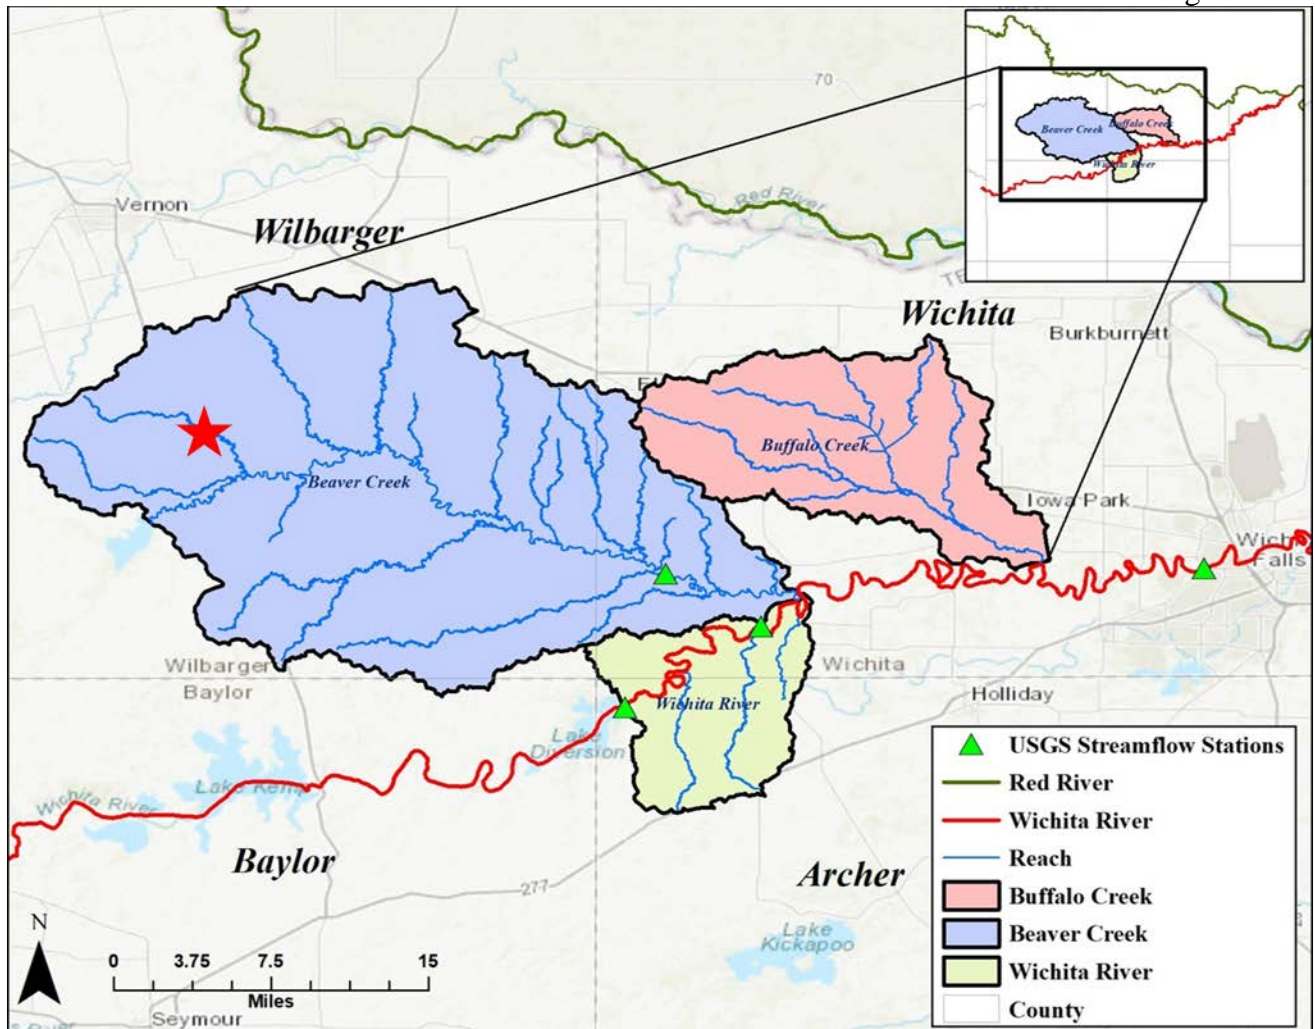 70
Beaver Creek
Buffalo Creek
Wichita River
Vernon
Red River
Wilbarger
Wichita
Burkburnett
Buffalo Creek
Beaver Creek
Iowa Park
Falls
Wilbarger
Baylor
Wichita
Holliday
Wichita River
Lake
Diversion
Lake Kemp
Wichita River
Baylor
Archer
277
Lake
Kickapoo
N
0 3.75 7.5 15
Miles
Seymour
USGS Streamflow Stations
Red River
Wichita River
Reach
Buffalo Creek
Beaver Creek
Wichita River
County